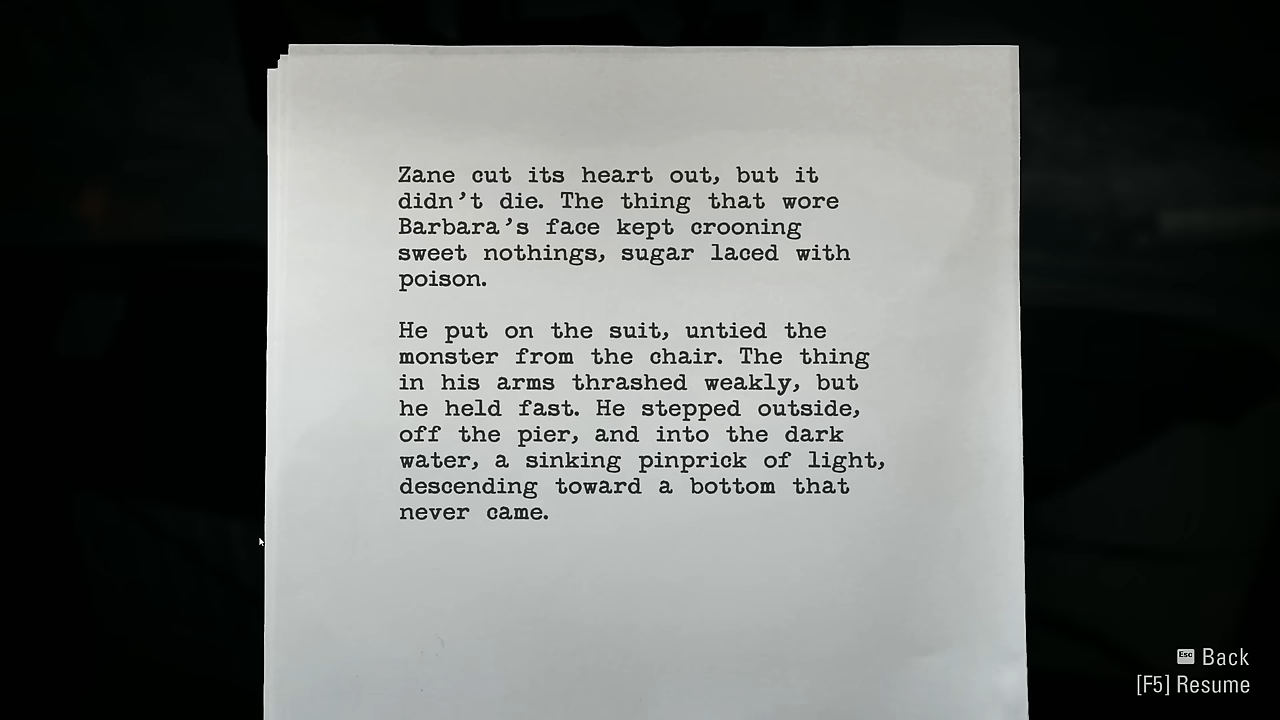 Zane cut its heart out, but it
didn't die. The thing that wore
Barbara's face kept crooning
sweet nothings, sugar laced with
poison.
He put on the suit, untied the
monster from the chair. The thing
in his arms thrashed weakly, but
he held fast. He stepped outside,
off the pier, and into the dark
water, a sinking pinprick of light,
descending toward a bottom that
never came.
Esc Back
[F5] Resume